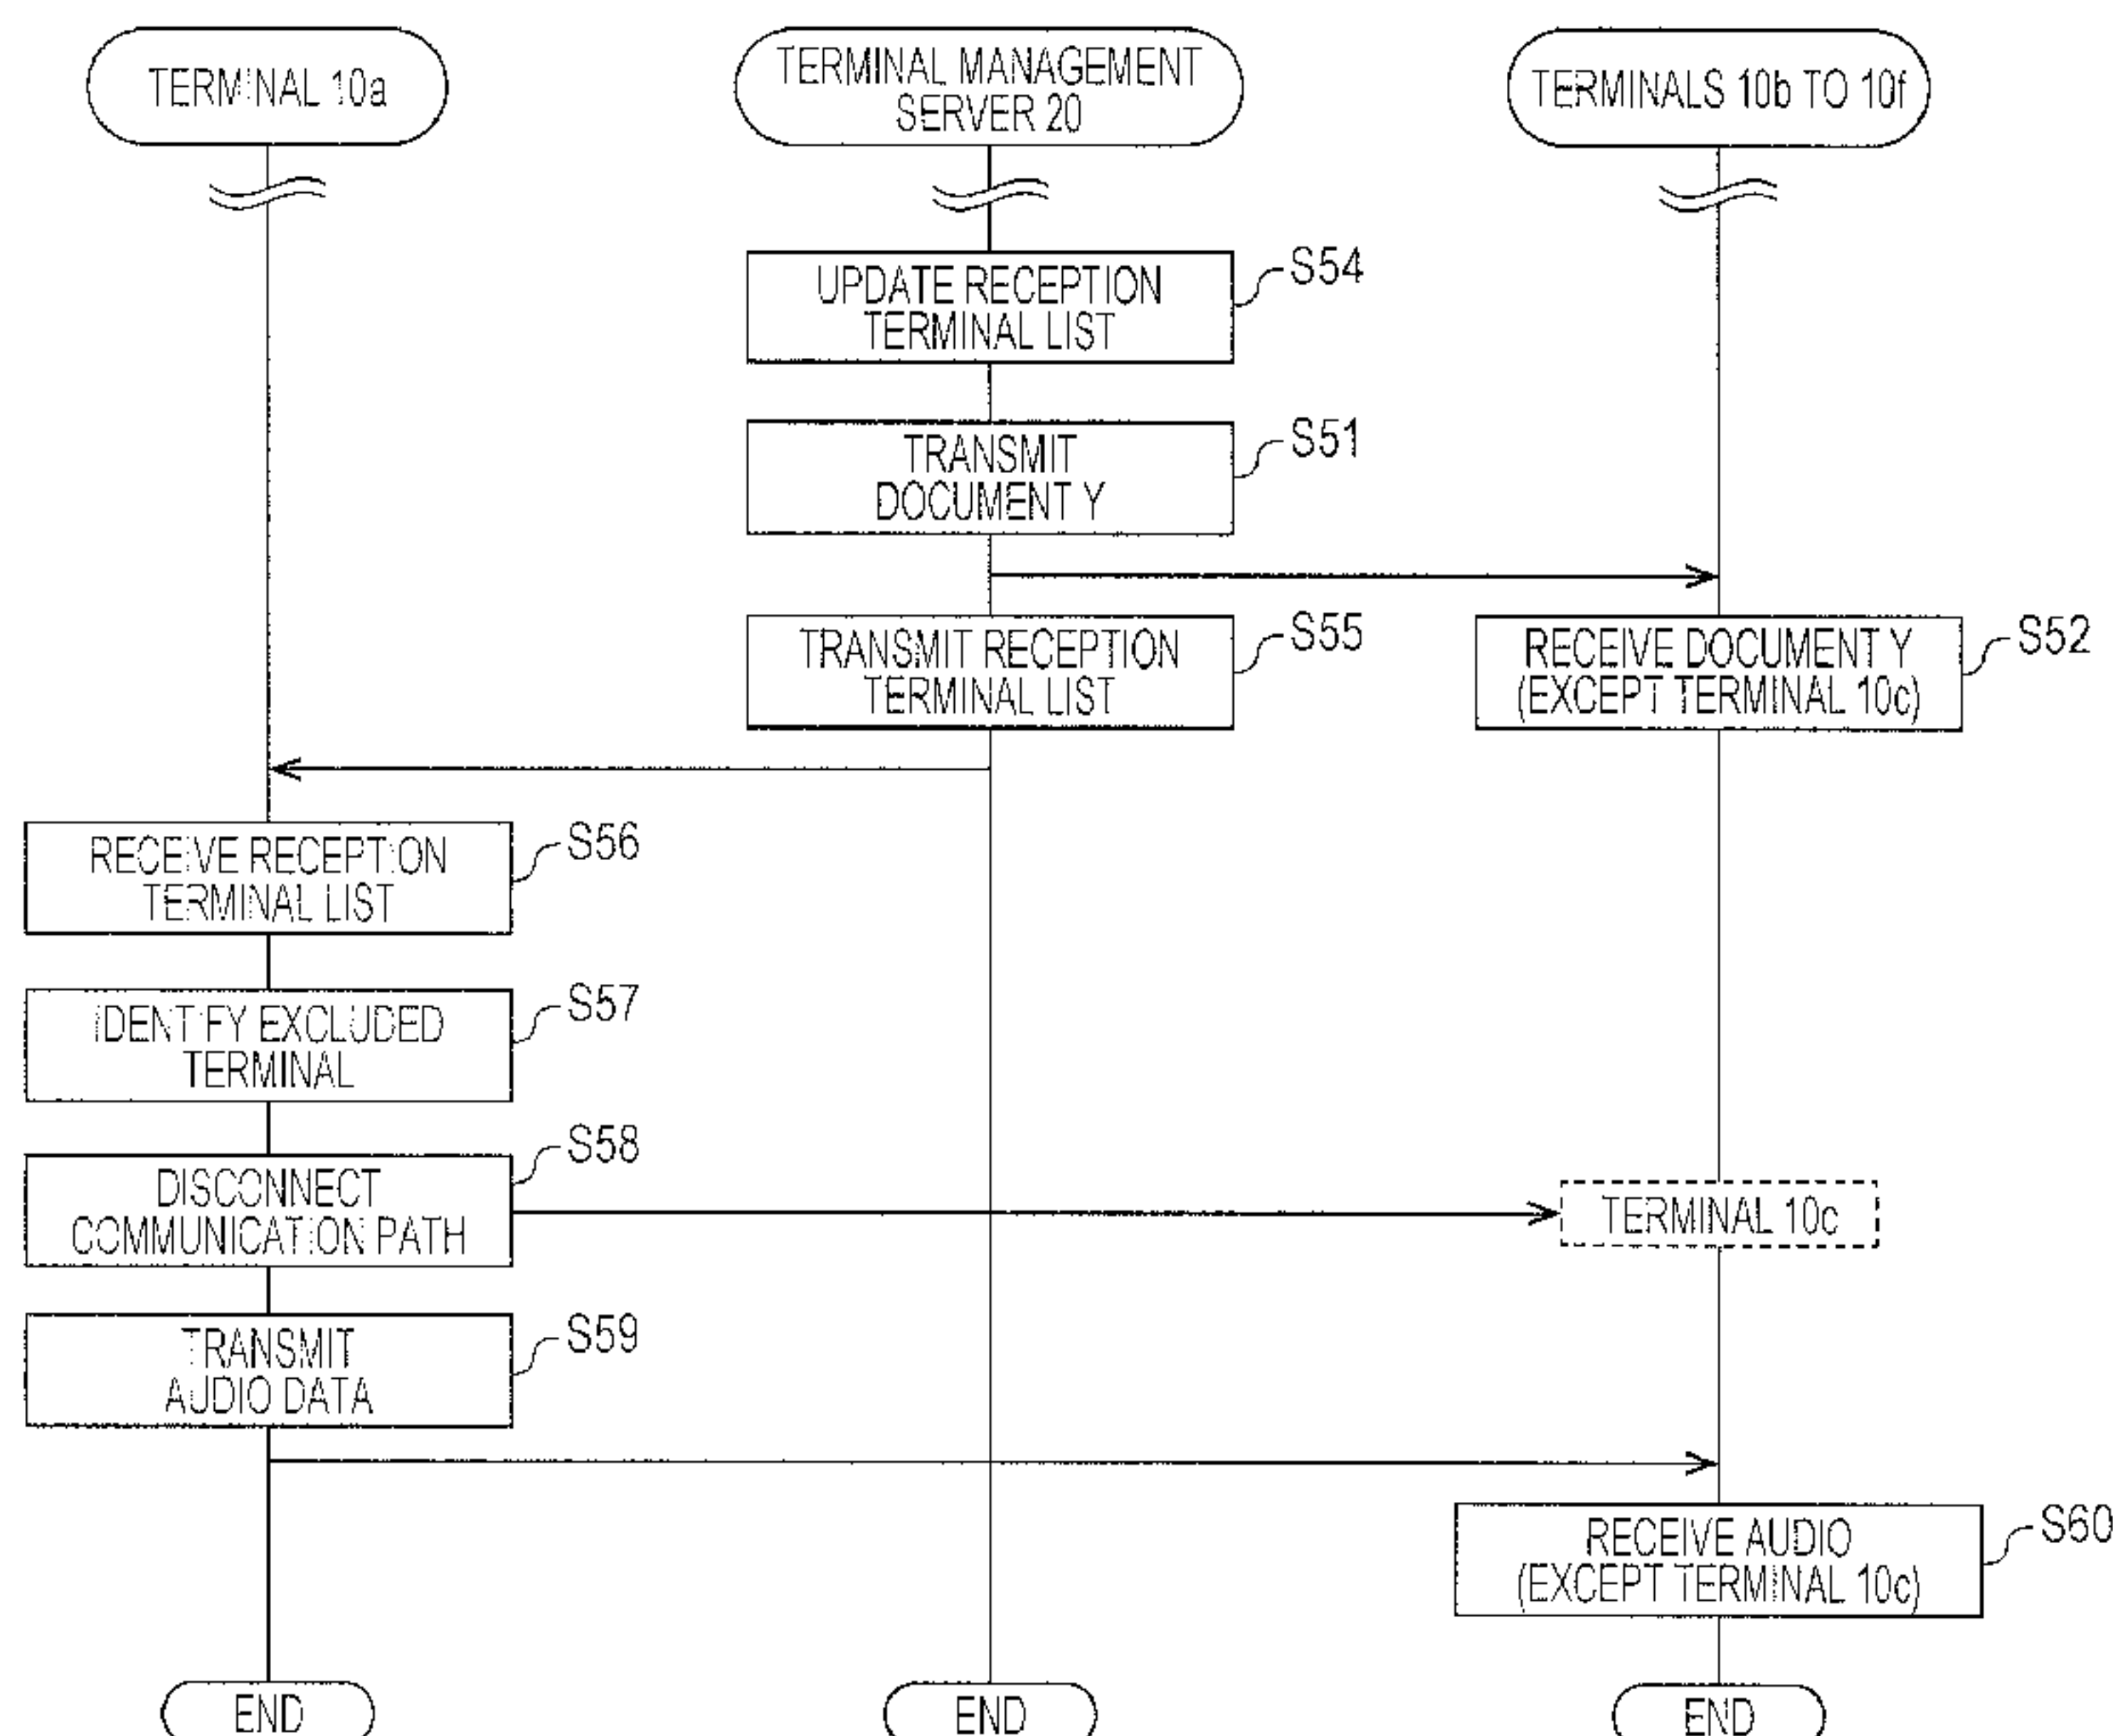 TERMINAL 10a
TERMINAL MANAGEMENT
SERVER 20
TERMINALS 10b TO 10f
UPDATE RECEPTION
TERMINAL LIST
S54
TRANSMIT
DOCUMENT Y
S51
TRANSMIT RECEPTION
TERMINAL LIST
S55
RECEIVE DOCUMENT Y
(EXCEPT TERMINAL 10c)
S52
RECEIVE RECEPTION
TERMINAL LIST
S56
IDENTIFY EXCLUDED
TERMINAL
S57
DISCONNECT
COMMUNICATION PATH
S58
TERMINAL 10c
TRANSMIT
AUDIO DATA
S59
RECEIVE AUDIO
(EXCEPT TERMINAL 10c)
S60
END
END
END